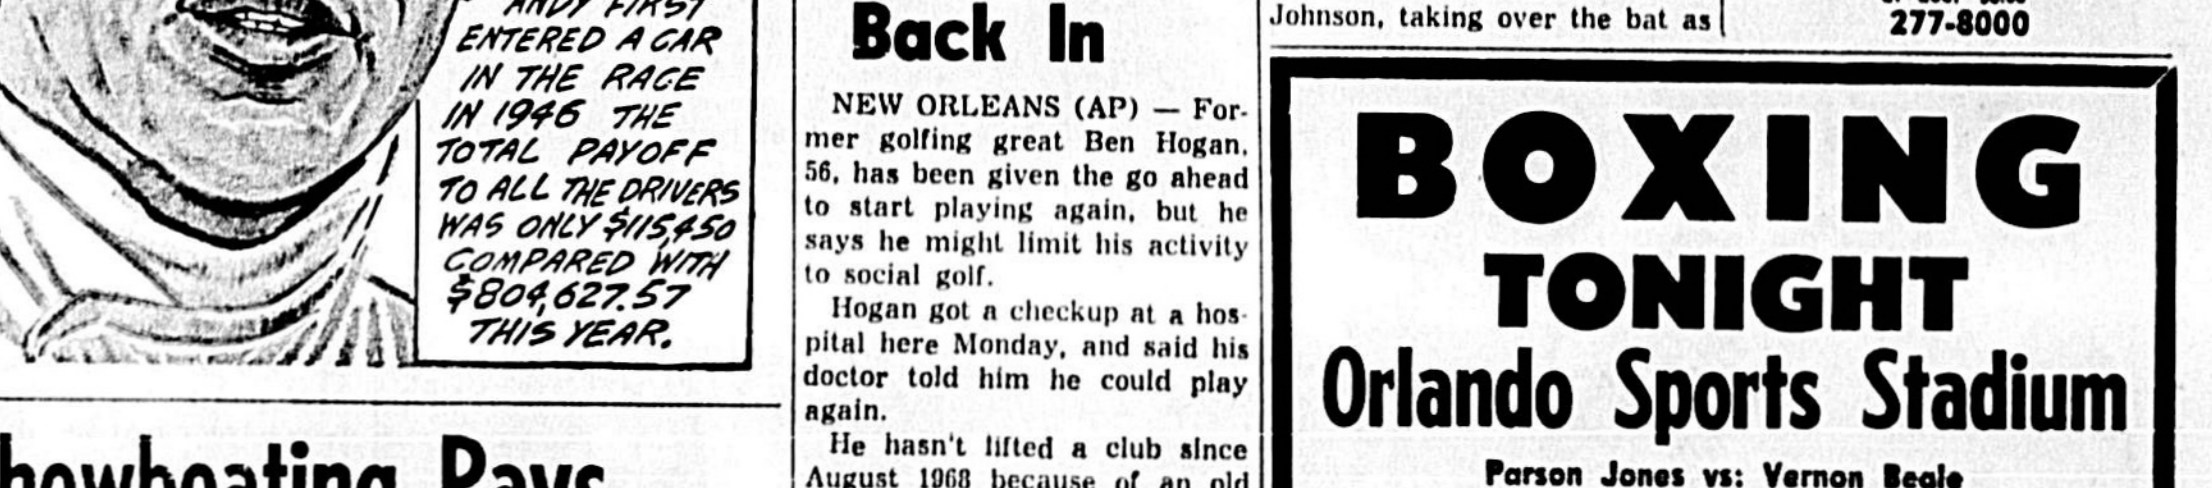 ANDY FIRST
ENTERED A CAR
IN THE RACE
IN 1946 THE
TOTAL PAYOFF
TO ALL THE DRIVERS
WAS ONLY $115,450
COMPARED WITH
$804,627.57
THIS YEAR.
howboating Pays
Back In
NEW ORLEANS (AP) — For-
mer golfing great Ben Hogan,
56, has been given the go ahead
to start playing again, but he
says he might limit his activity
to social golf.
Hogan got a checkup at a hos-
pital here Monday, and said his
doctor told him he could play
again.
He hasn't lifted a club since
August 1968 because of an old
Johnson, taking over the bat as
277-8000
BOXING
TONIGHT
Orlando Sports Stadium
Parson Jones vs: Vernon Beale